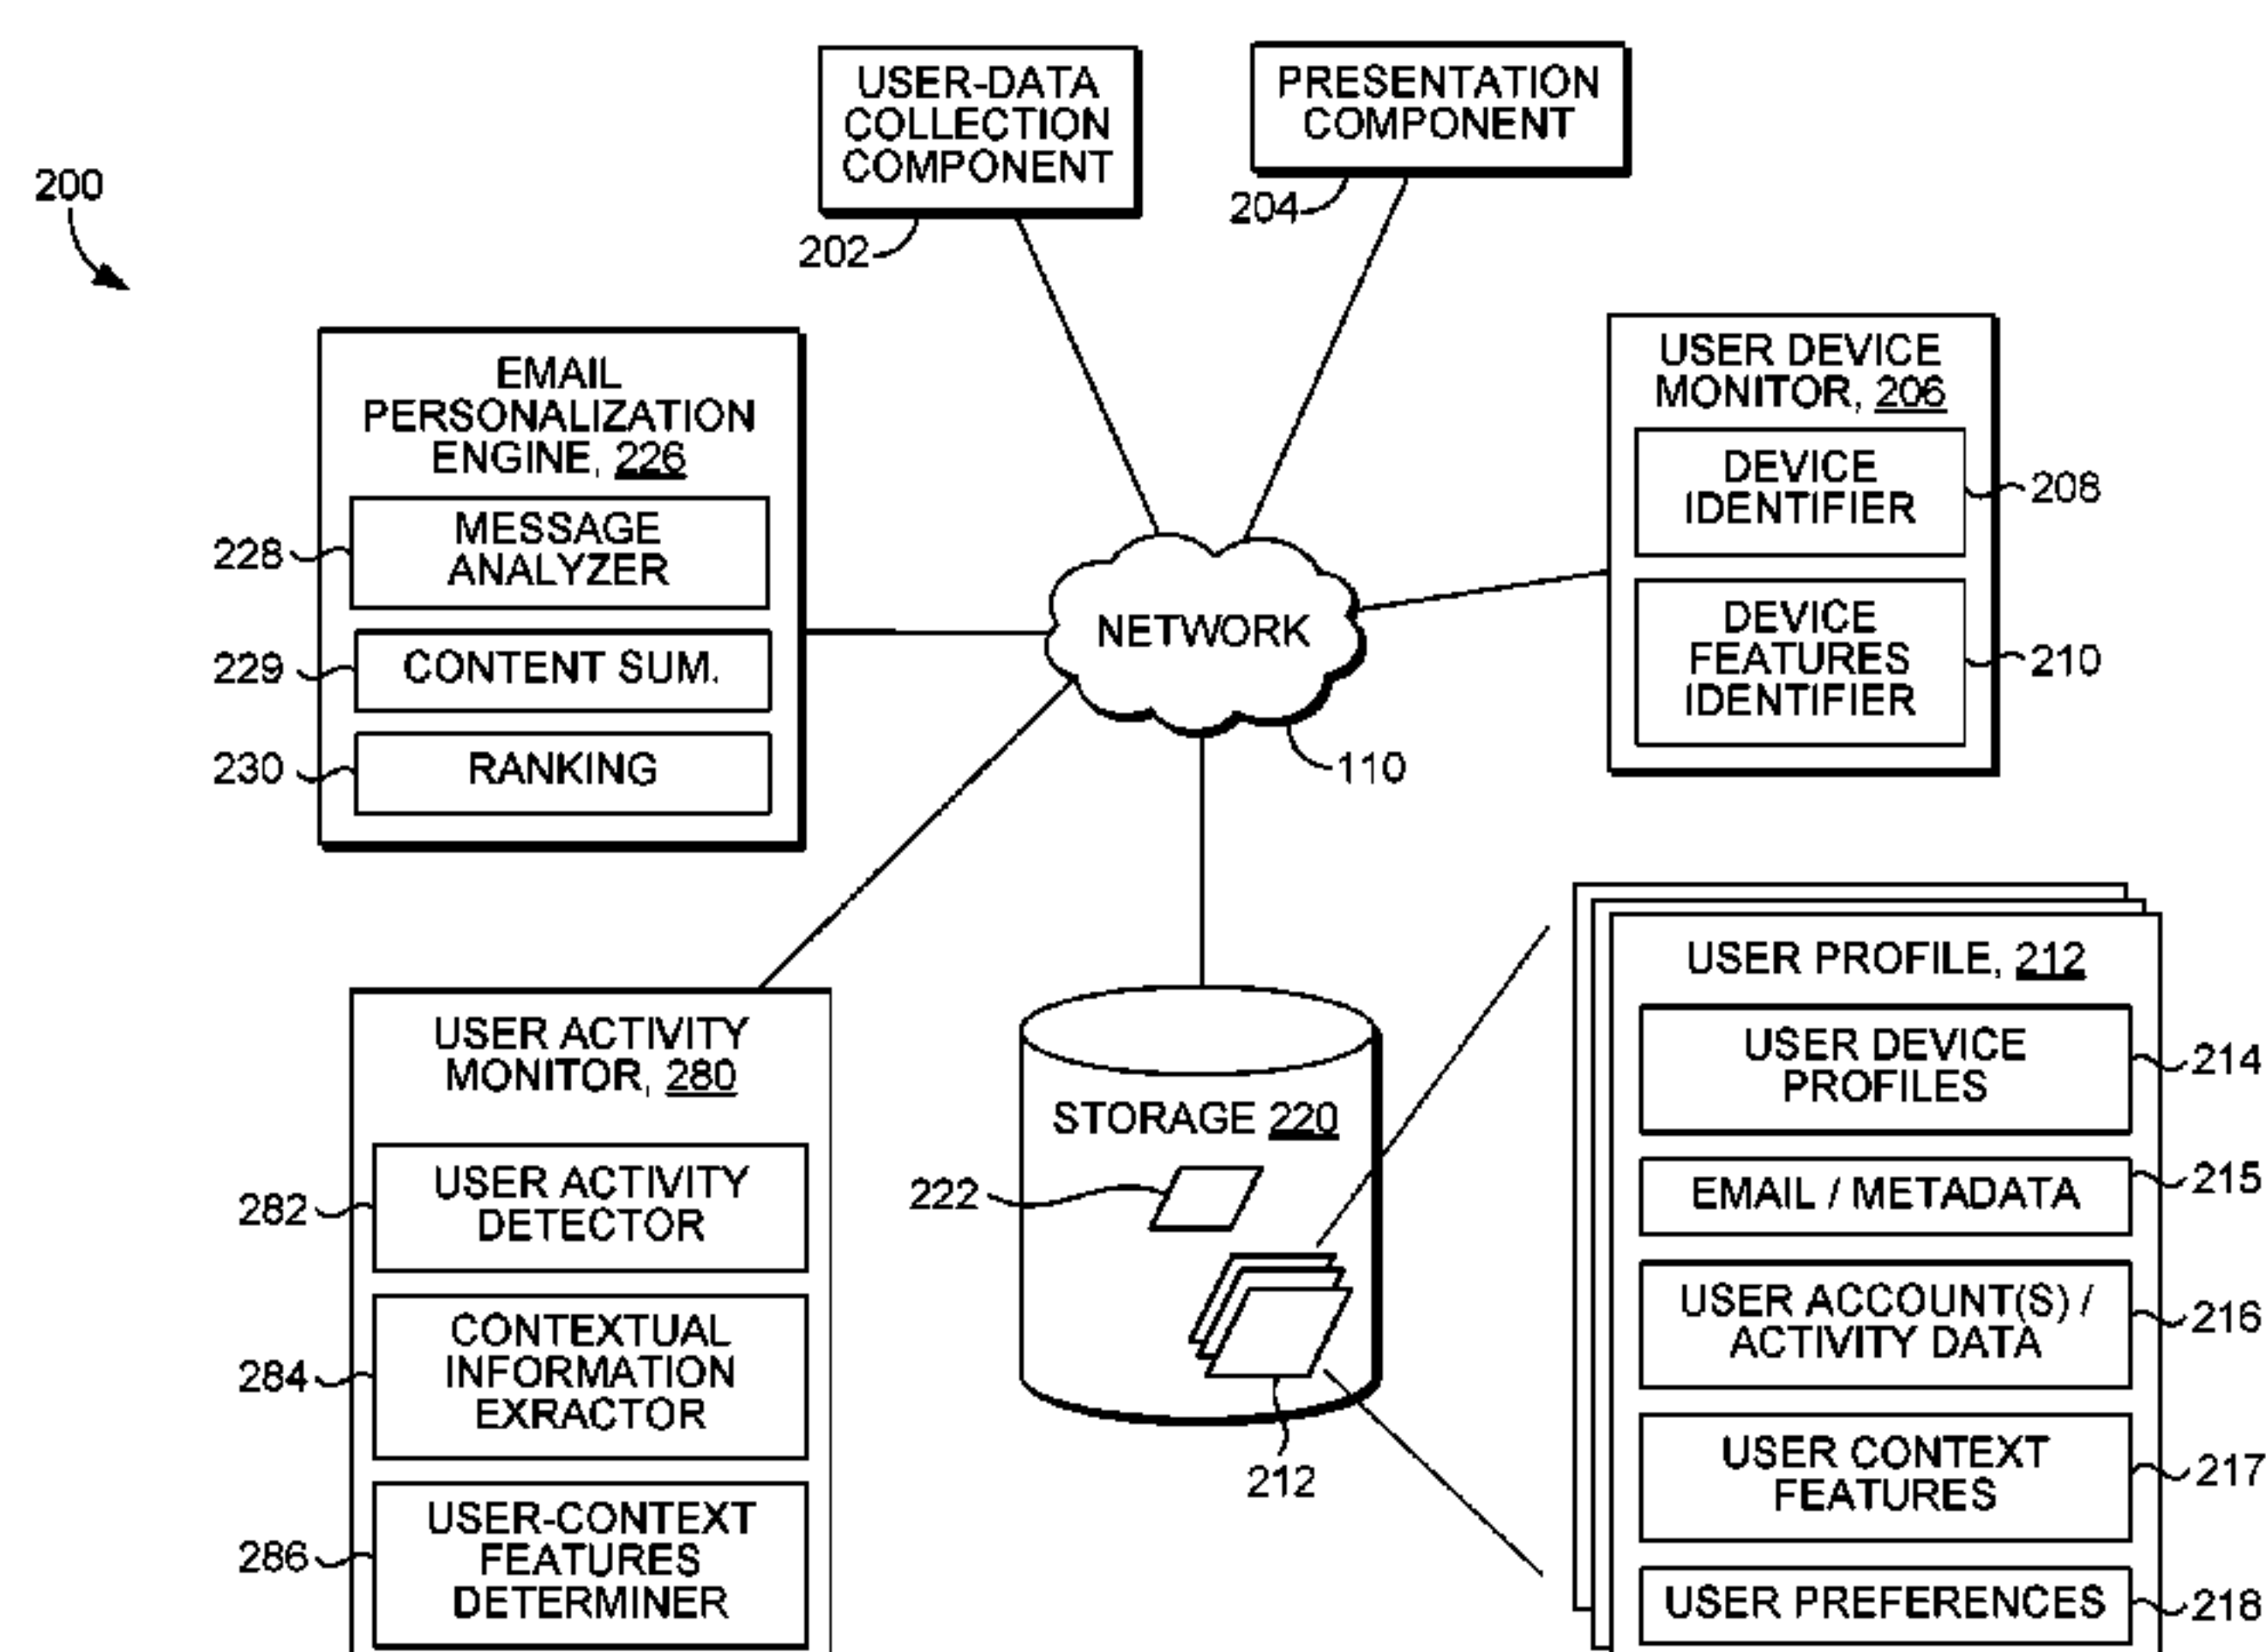 200
USER-DATA
COLLECTION
COMPONENT
202
PRESENTATION
COMPONENT
204
EMAIL
PERSONALIZATION
ENGINE, 226
228
MESSAGE
ANALYZER
229
CONTENT SUM.
230
RANKING
NETWORK
110
USER DEVICE
MONITOR, 206
DEVICE
IDENTIFIER
208
DEVICE
FEATURES
IDENTIFIER
210
USER ACTIVITY
MONITOR, 280
282
USER ACTIVITY
DETECTOR
284
CONTEXTUAL
INFORMATION
EXRACTOR
286
USER-CONTEXT
FEATURES
DETERMINER
STORAGE 220
222
212
USER PROFILE, 212
USER DEVICE
PROFILES
214
EMAIL / METADATA
215
USER ACCOUNT(S) /
ACTIVITY DATA
216
USER CONTEXT
FEATURES
217
USER PREFERENCES
218